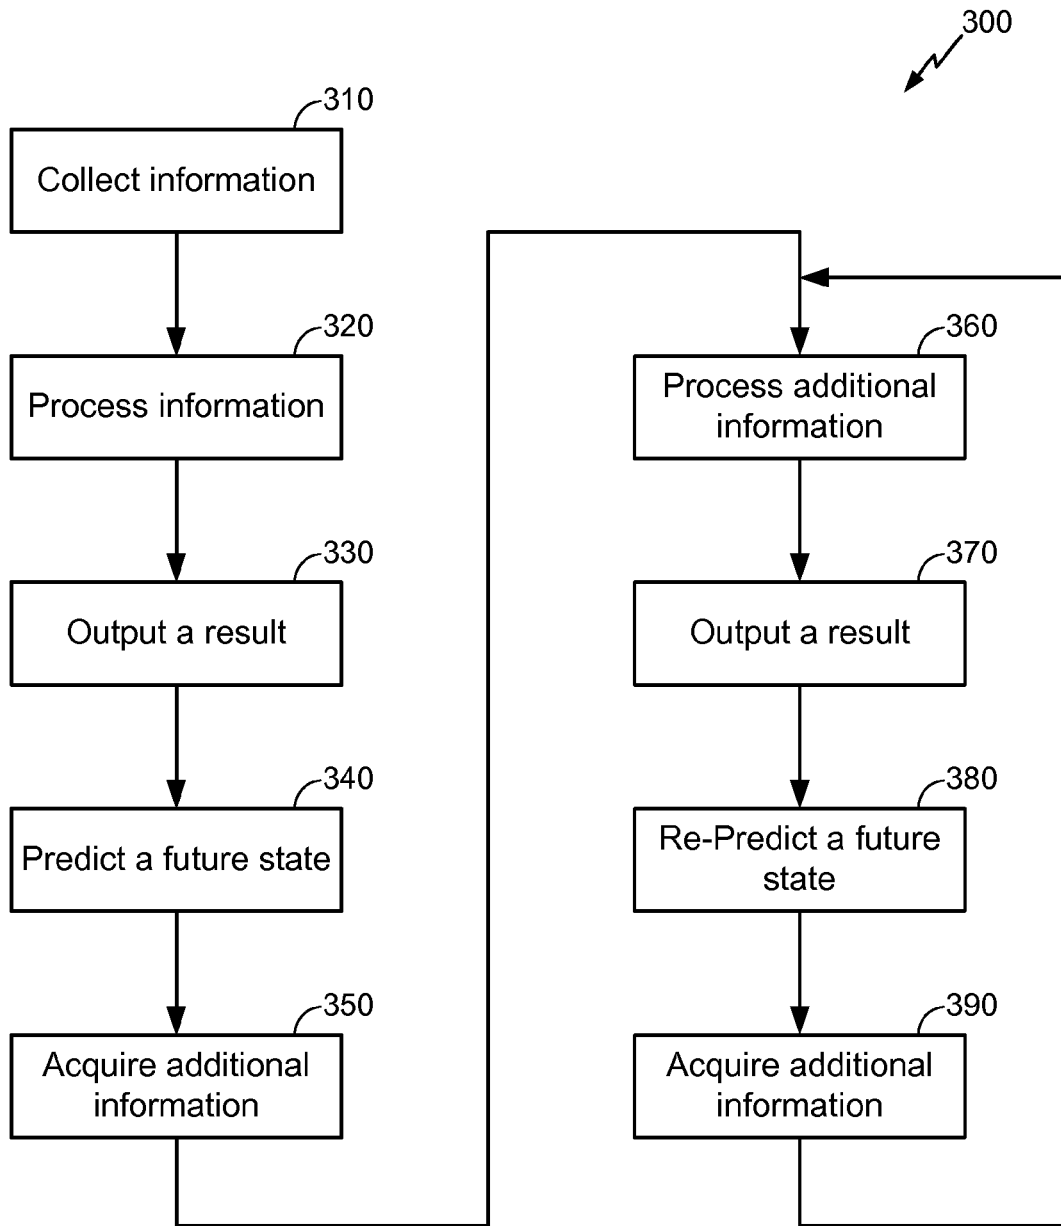 300
310
Collect information
320
Process information
330
Output a result
340
Predict a future state
350
Acquire additional
information
360
Process additional
information
370
Output a result
380
Re-Predict a future
state
390
Acquire additional
information